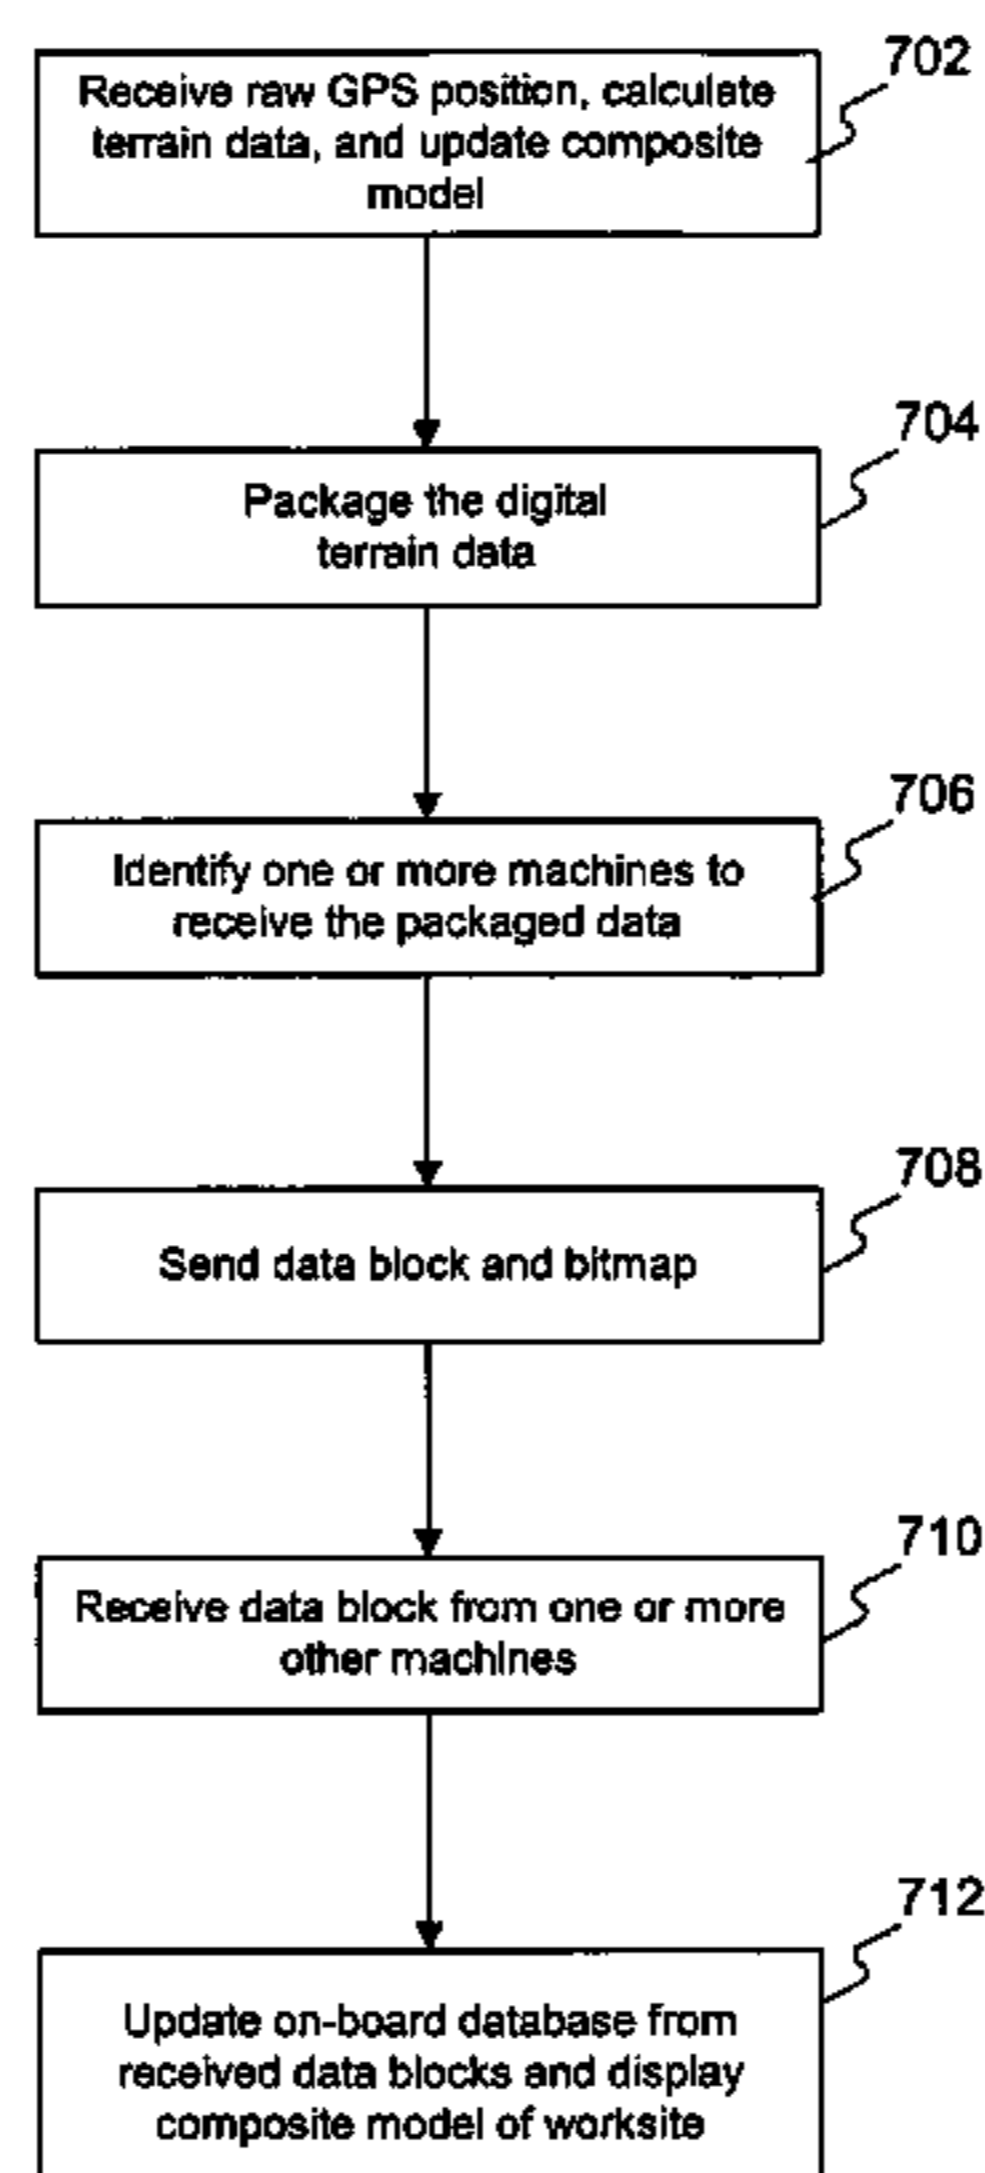 702
Receive raw GPS position, calculate
terrain data, and update composite
model
704
Package the digital
terrain data
706
Identify one or more machines to
receive the packaged data
708
Send data block and bitmap
710
Receive data block from one or more
other machines
712
Update on-board database from
received data blocks and display
composite model of worksite